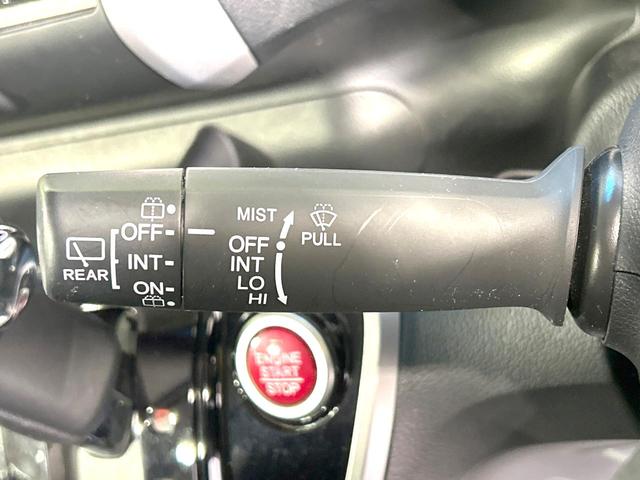 MIST
PULL
OFF
INT
LO
HI
REAR
OFF
INT
ON
ENGINE
START
STOP